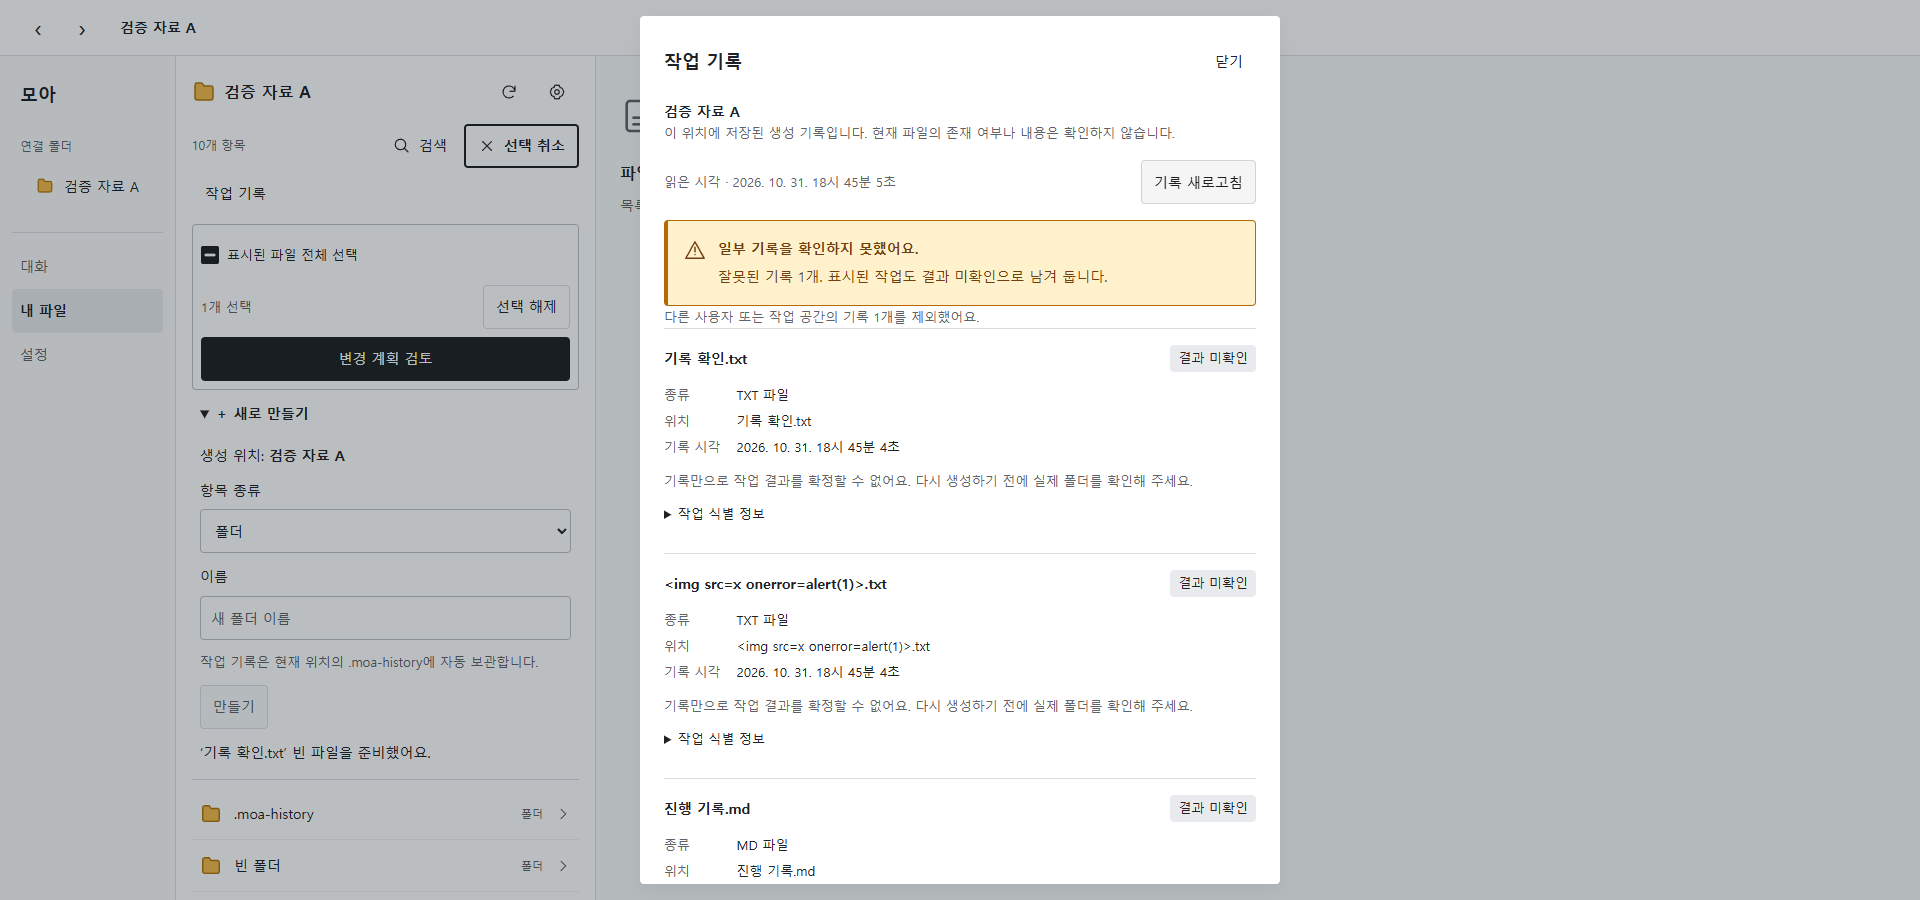 검증 자료 A
모아
연결 폴더
검증 자료 A
대화
내 파일
설정
검증 자료 A
10개 항목
검색
선택 취소
작업 기록
표시된 파일 전체 선택
1개 선택
선택 해제
변경 계획 검토
+ 새로 만들기
생성 위치: 검증 자료 A
항목 종류
폴더
이름
새 폴더 이름
작업 기록은 현재 위치의 .moa-history에 자동 보관합니다.
만들기
‘기록 확인.txt’ 빈 파일을 준비했어요.
.moa-history
폴더
빈 폴더
폴더
작업 기록
닫기
검증 자료 A
이 위치에 저장된 생성 기록입니다. 현재 파일의 존재 여부나 내용은 확인하지 않습니다.
읽은 시각 · 2026. 10. 31. 18시 45분 5초
기록 새로고침
일부 기록을 확인하지 못했어요.
잘못된 기록 1개. 표시된 작업도 결과 미확인으로 남겨 둡니다.
다른 사용자 또는 작업 공간의 기록 1개를 제외했어요.
기록 확인.txt
결과 미확인
종류 TXT 파일
위치 기록 확인.txt
기록 시각 2026. 10. 31. 18시 45분 4초
기록만으로 작업 결과를 확정할 수 없어요. 다시 생성하기 전에 실제 폴더를 확인해 주세요.
작업 식별 정보
<img src=x onerror=alert(1)>.txt
결과 미확인
종류 TXT 파일
위치 <img src=x onerror=alert(1)>.txt
기록 시각 2026. 10. 31. 18시 45분 4초
기록만으로 작업 결과를 확정할 수 없어요. 다시 생성하기 전에 실제 폴더를 확인해 주세요.
작업 식별 정보
진행 기록.md
결과 미확인
종류 MD 파일
위치 진행 기록.md